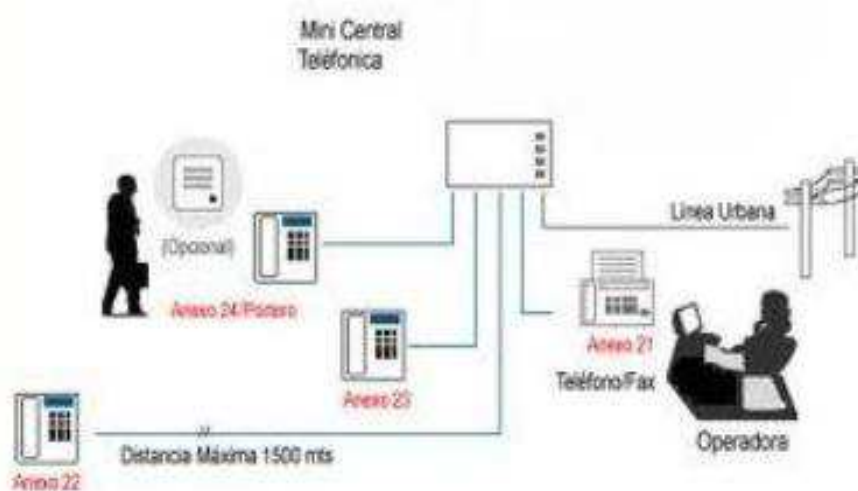 Mini Central
Teléfonica
Linea Urbana
(Opcional)
Anexo 24/Portero
Anexo 21
Anexo 23
Teléfono/Fax
Operadora
Distancia Máxima 1500 mts
Anexo 22